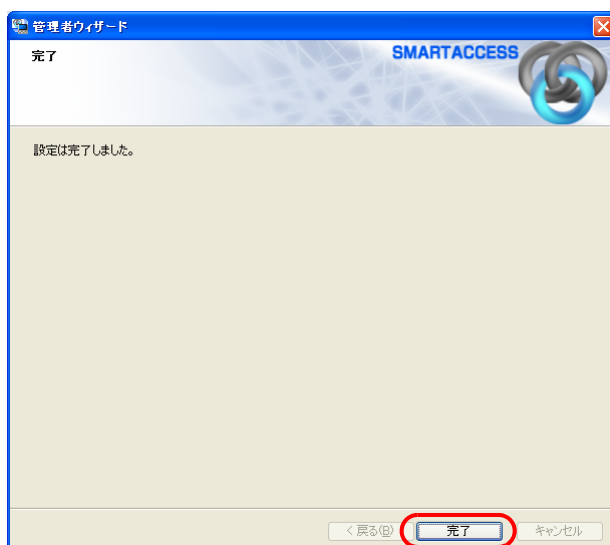 管理者ウィザード
完了
SMARTACCESS
設定は完了しました。
< 戻る(B)
完了
キャンセル